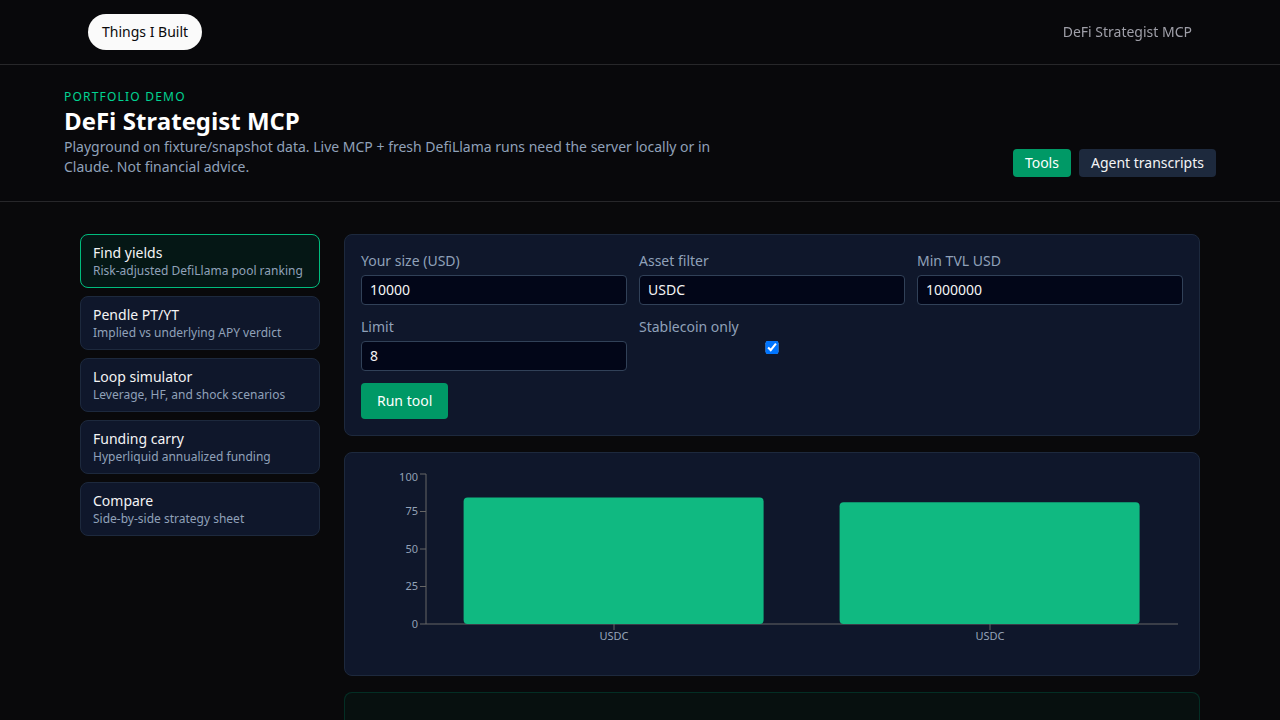 Things I Built
DeFi Strategist MCP
PORTFOLIO DEMO
DeFi Strategist MCP
Playground on fixture/snapshot data. Live MCP + fresh DefiLlama runs need the server locally or in
Claude. Not financial advice.
Tools
Agent transcripts
Find yields
Risk-adjusted DefiLlama pool ranking
Pendle PT/YT
Implied vs underlying APY verdict
Loop simulator
Leverage, HF, and shock scenarios
Funding carry
Hyperliquid annualized funding
Compare
Side-by-side strategy sheet
Your size (USD)
Asset filter
Min TVL USD
10000
USDC
1000000
Limit
Stablecoin only
8
Run tool
100
75
50
25
0
USDC
USDC